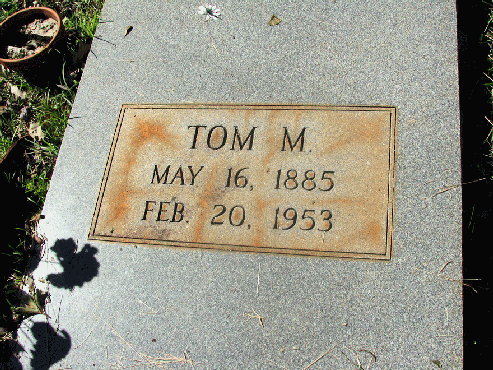 TOM M.
MAY 16, 1885
FEB. 20, 1953